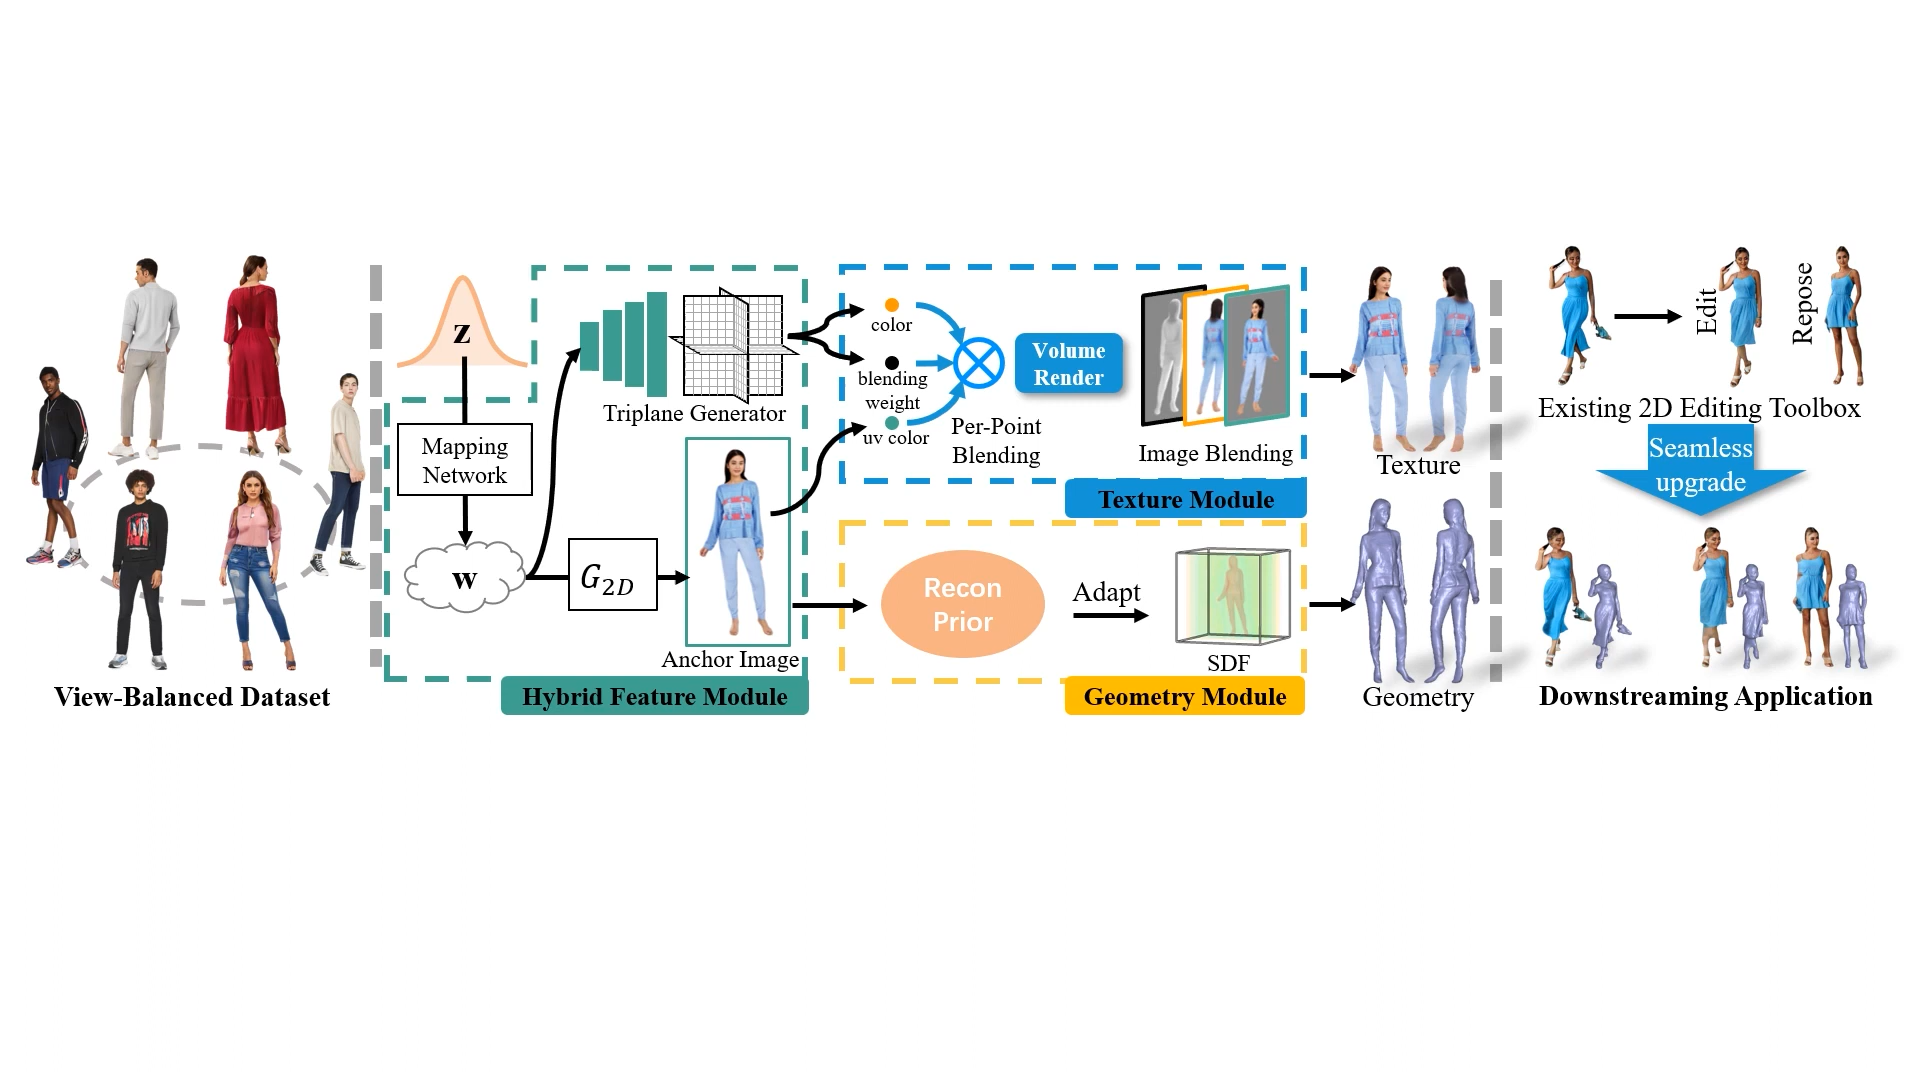 View-Balanced Dataset
z
Mapping
Network
w
Triplane Generator
G2D
Anchor Image
Hybrid Feature Module
color
blending
weight
uv color
Per-Point
Blending
Volume
Render
Image Blending
Texture Module
Recon
Prior
Adapt
SDF
Geometry Module
Texture
Geometry
Edit
Repose
Existing 2D Editing Toolbox
Seamless
upgrade
Downstreaming Application